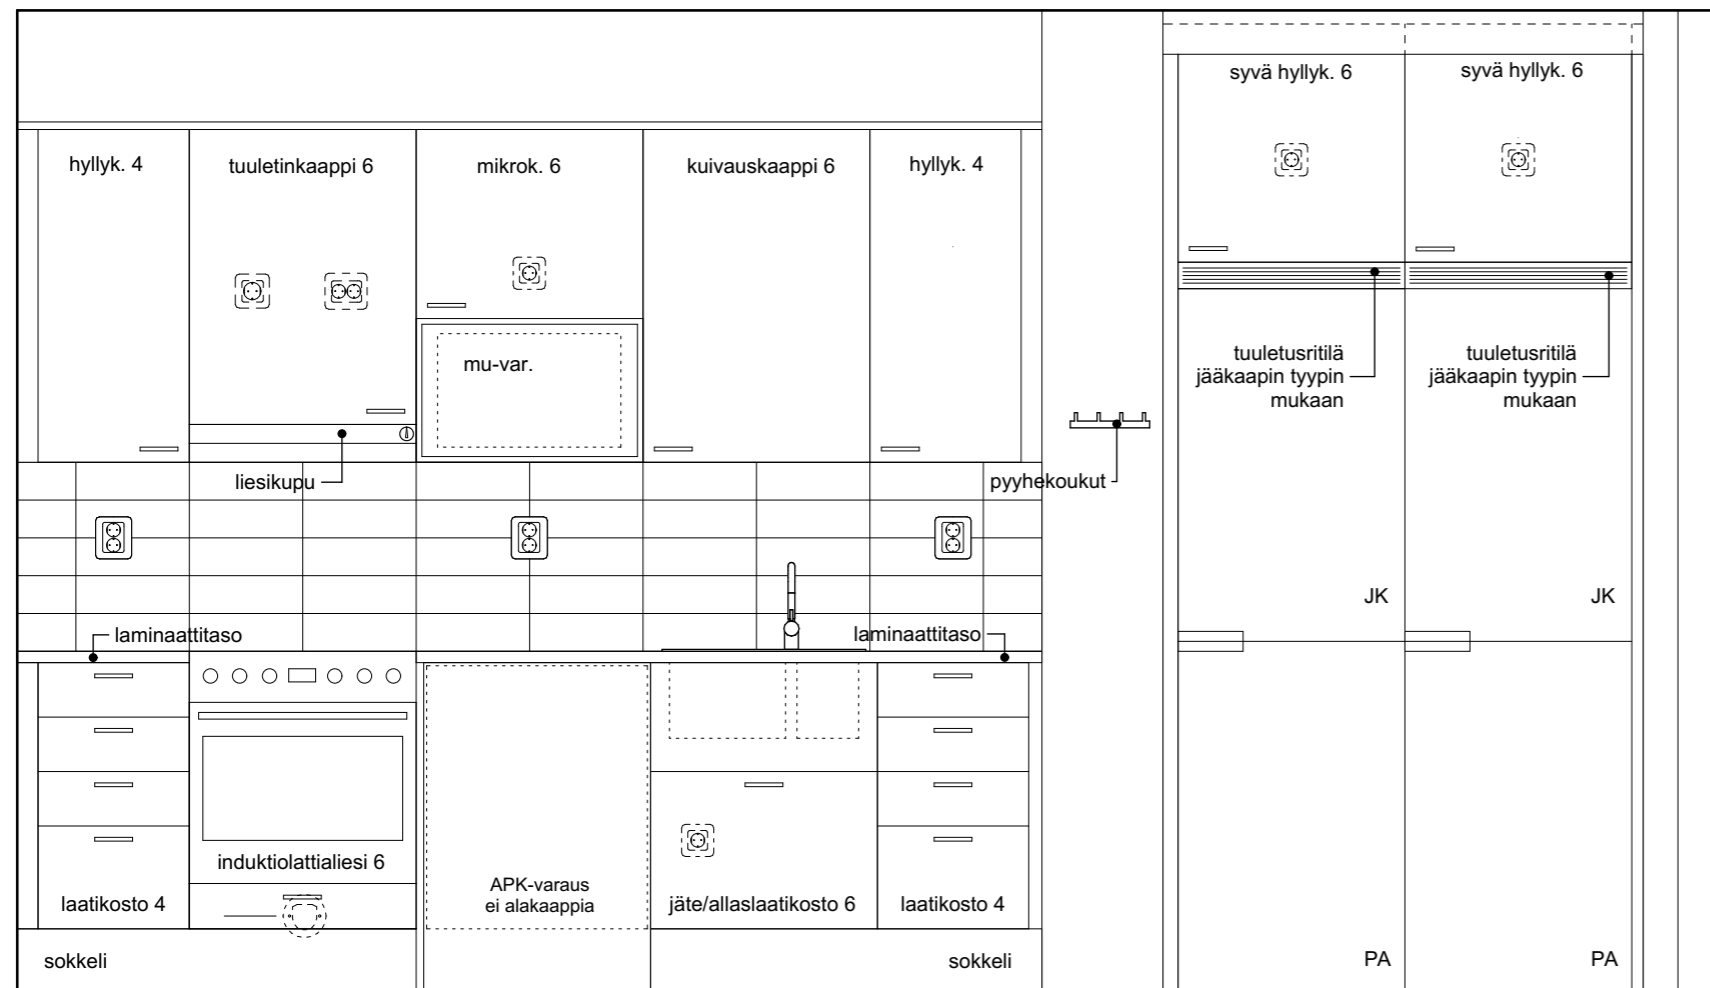 syvä hyllyk. 6
syvä hyllyk. 6
hyllyk. 4
tuuletinkaappi 6
mikrok. 6
kuivauskaappi 6
hyllyk. 4
mu-var.
tuuletusritilä
jääkaapin tyypin
mukaan
tuuletusritilä
jääkaapin tyypin
mukaan
liesikupu
pyyhekoukut
JK
JK
laminaattitaso
laminaattitaso
induktiolattialiesi 6
APK-varaus
ei alakaappia
laatikosto 4
jäte/allaslaatikosto 6
laatikosto 4
sokkeli
sokkeli
PA
PA